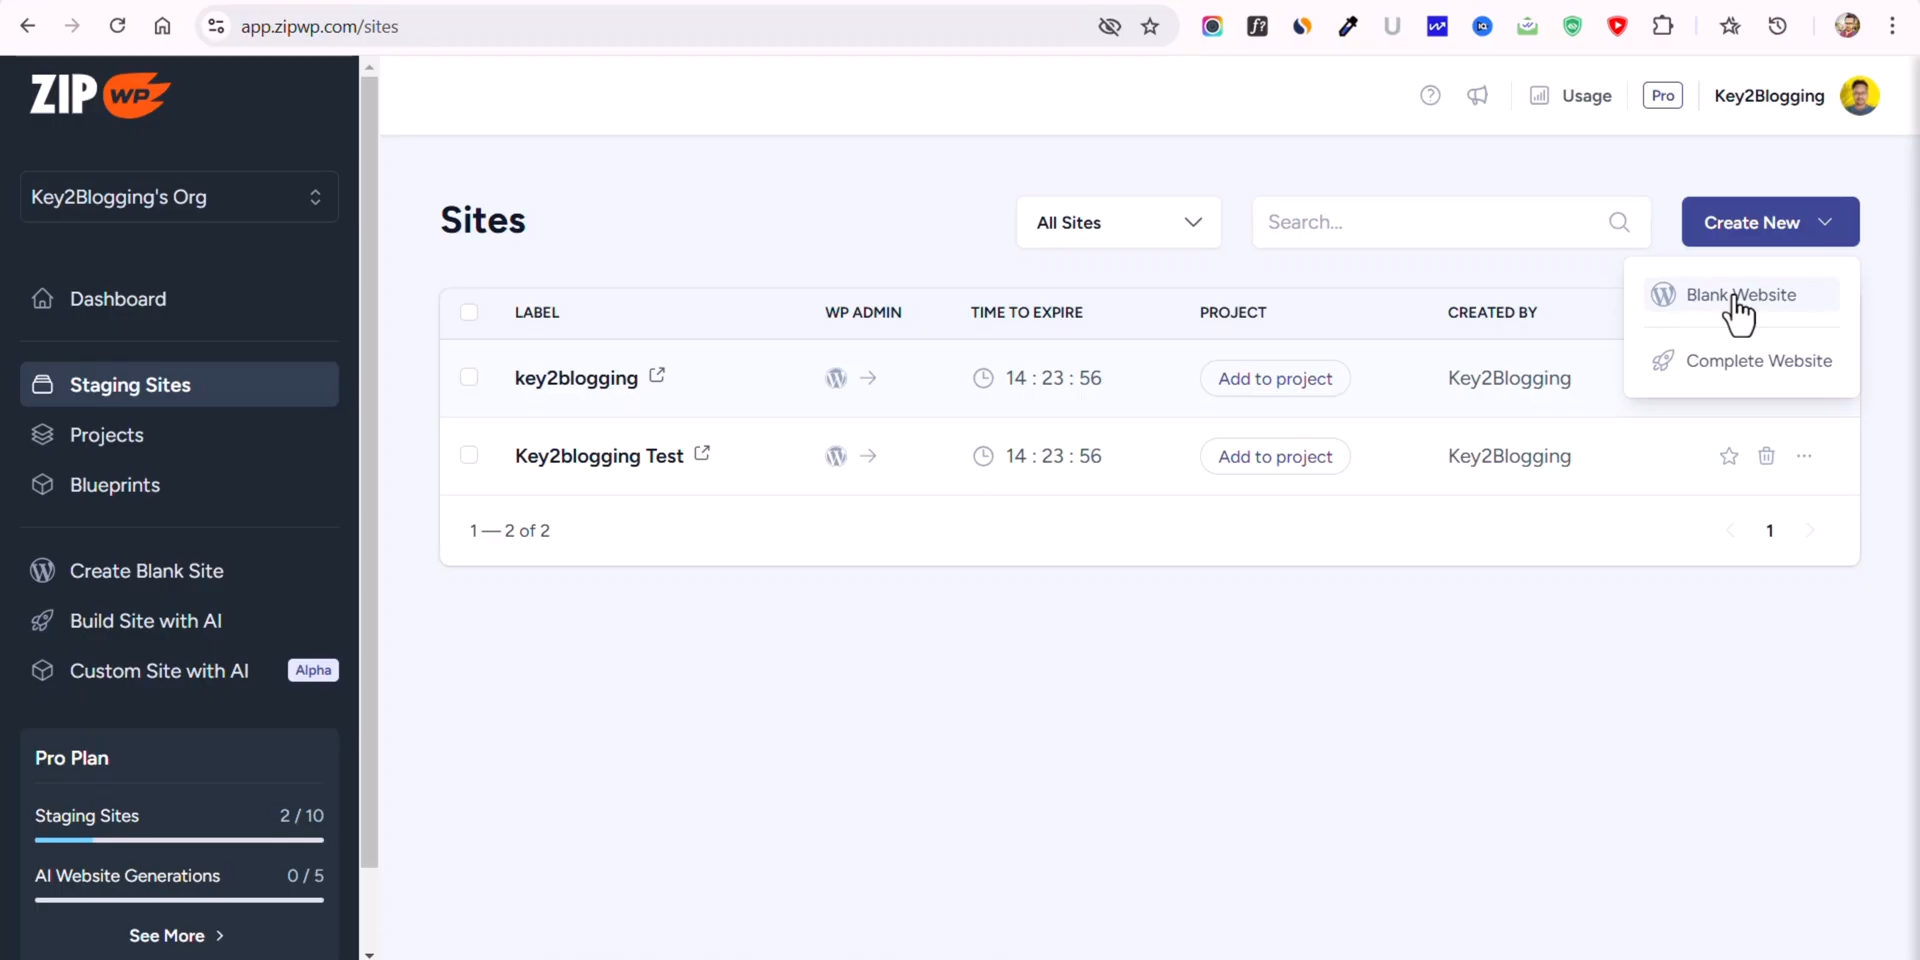 app.zipwp.com/sites
ZIP WP
Key2Blogging's Org
Dashboard
Staging Sites
Projects
Blueprints
Create Blank Site
Build Site with AI
Custom Site with AI Alpha
Pro Plan
Staging Sites 2 / 10
AI Website Generations 0 / 5
See More
Usage Pro Key2Blogging
Sites All Sites Search... Create New
Blank Website
Complete Website
LABEL WP ADMIN TIME TO EXPIRE PROJECT CREATED BY
key2blogging 14 : 23 : 56 Add to project Key2Blogging
Key2blogging Test 14 : 23 : 56 Add to project Key2Blogging
1 — 2 of 2 1